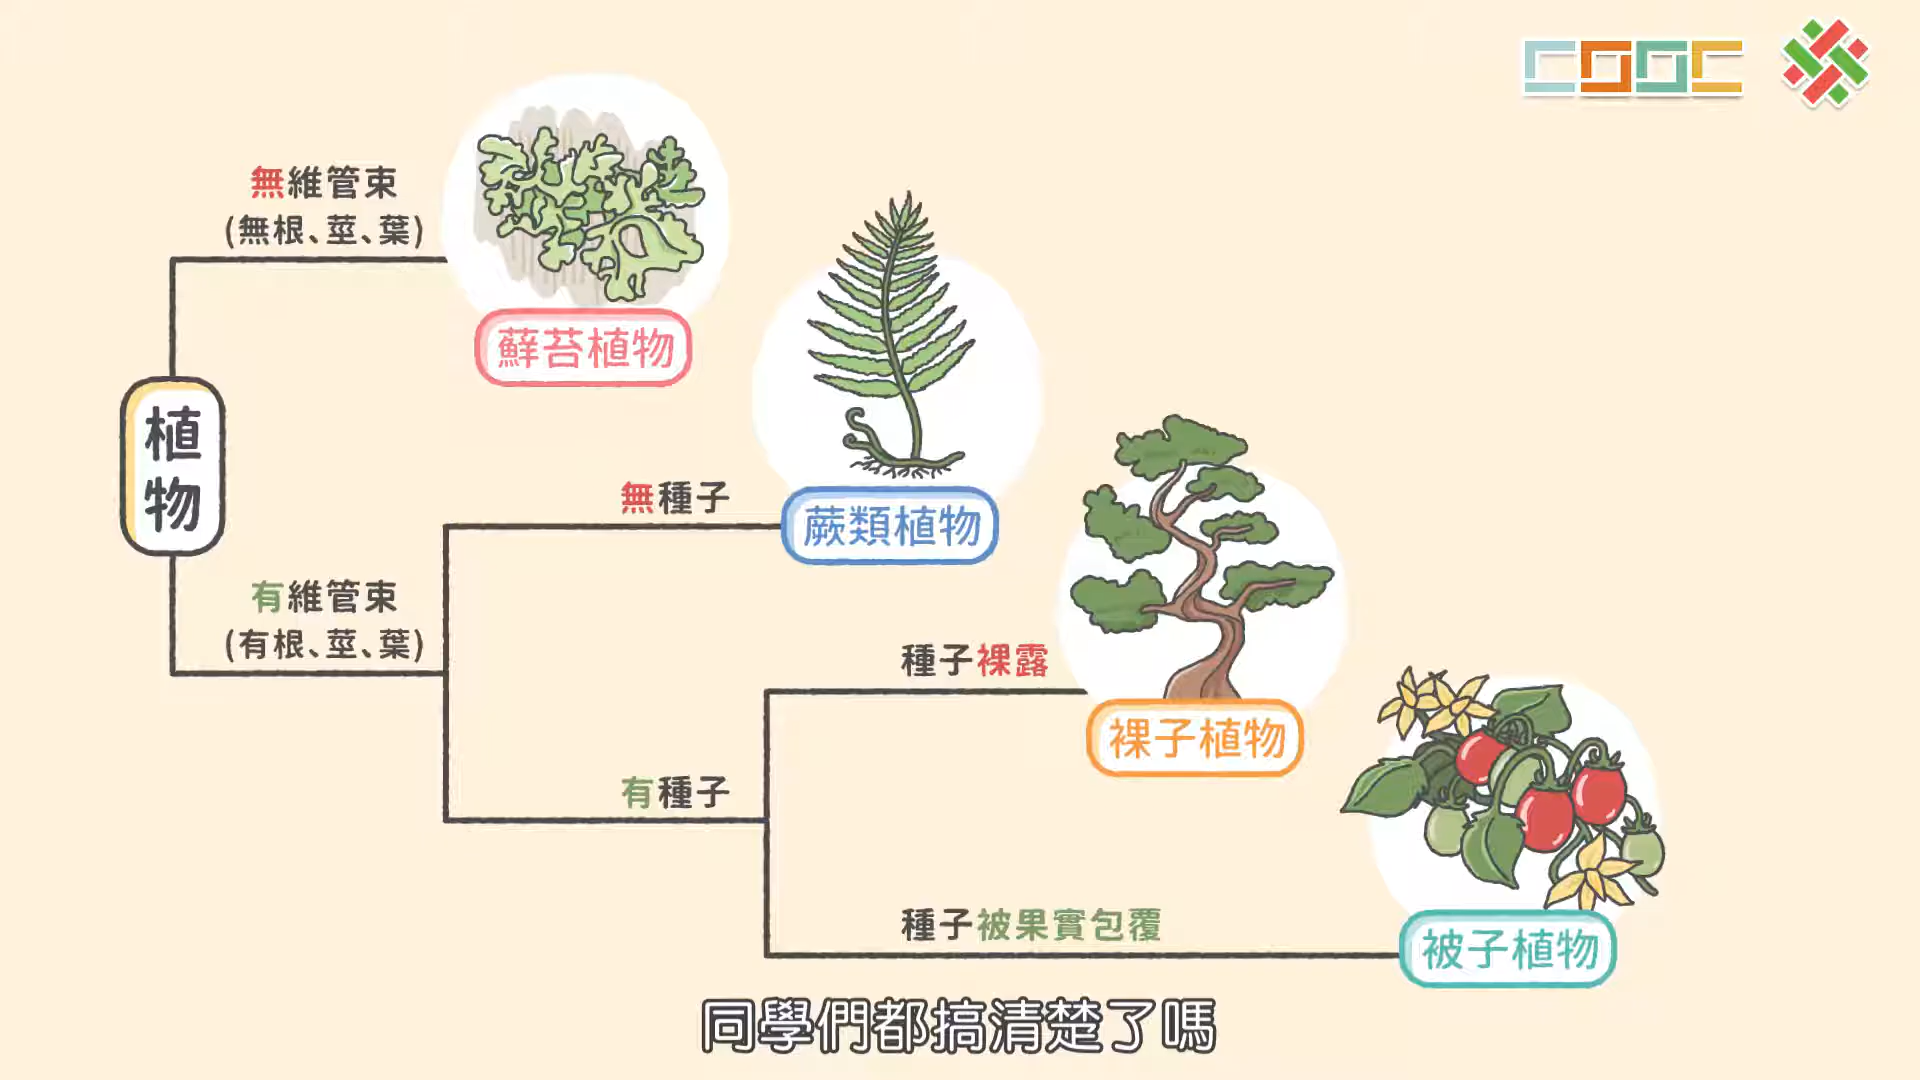 COOC
無維管束
(無根、莖、葉)
蘚苔植物
植物
無種子
蕨類植物
有維管束
(有根、莖、葉)
種子裸露
裸子植物
有種子
種子被果實包覆
被子植物
同學們都搞清楚了嗎